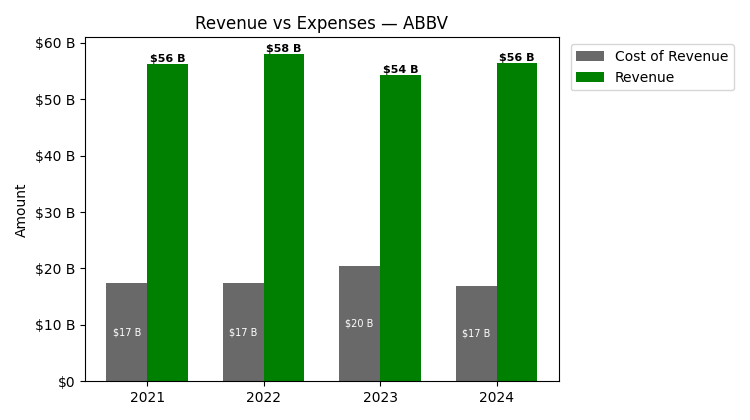 Revenue vs Expenses — ABBV
Cost of Revenue
Revenue
Amount
$60 B
$50 B
$40 B
$30 B
$20 B
$10 B
$0
$56 B
$58 B
$54 B
$56 B
$17 B
$17 B
$20 B
$17 B
2021
2022
2023
2024